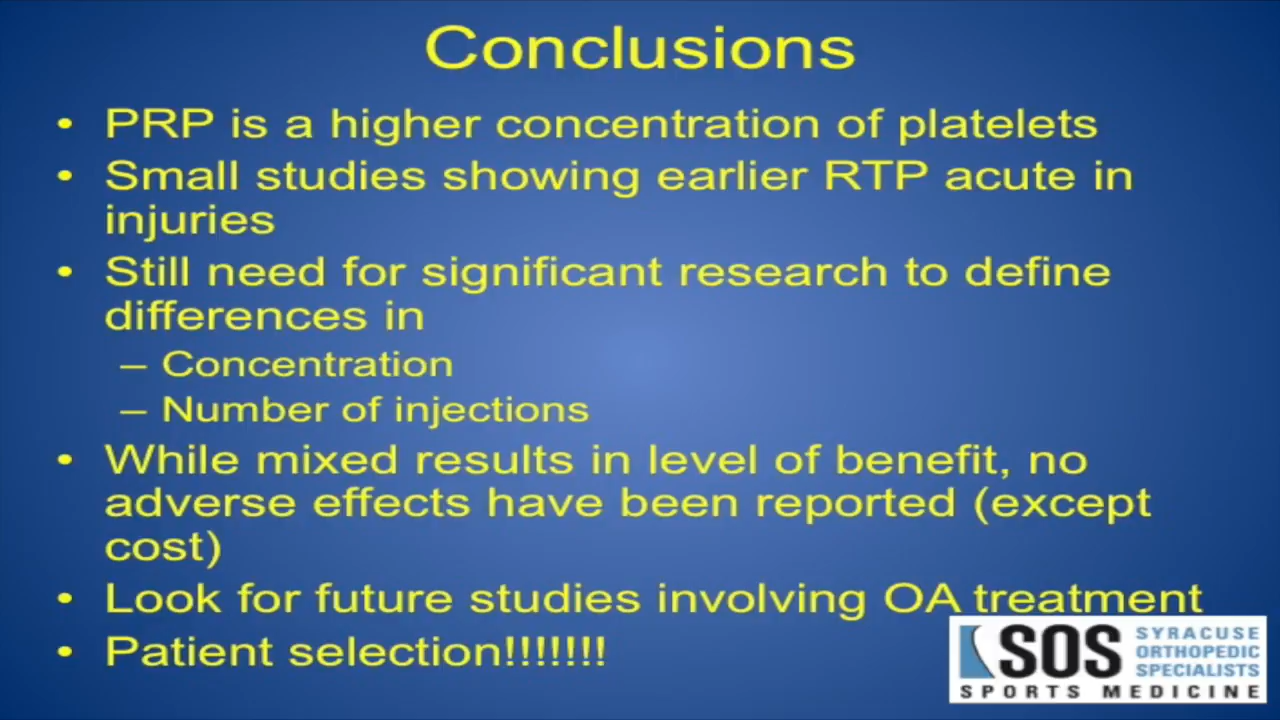 Conclusions
• PRP is a higher concentration of platelets
• Small studies showing earlier RTP acute in
injuries
• Still need for significant research to define
differences in
– Concentration
– Number of injections
• While mixed results in level of benefit, no
adverse effects have been reported (except
cost)
• Look for future studies involving OA treatment
• Patient selection!!!!!!!
SOS
SYRACUSE
ORTHOPEDIC
SPECIALISTS
SPORTS MEDICINE